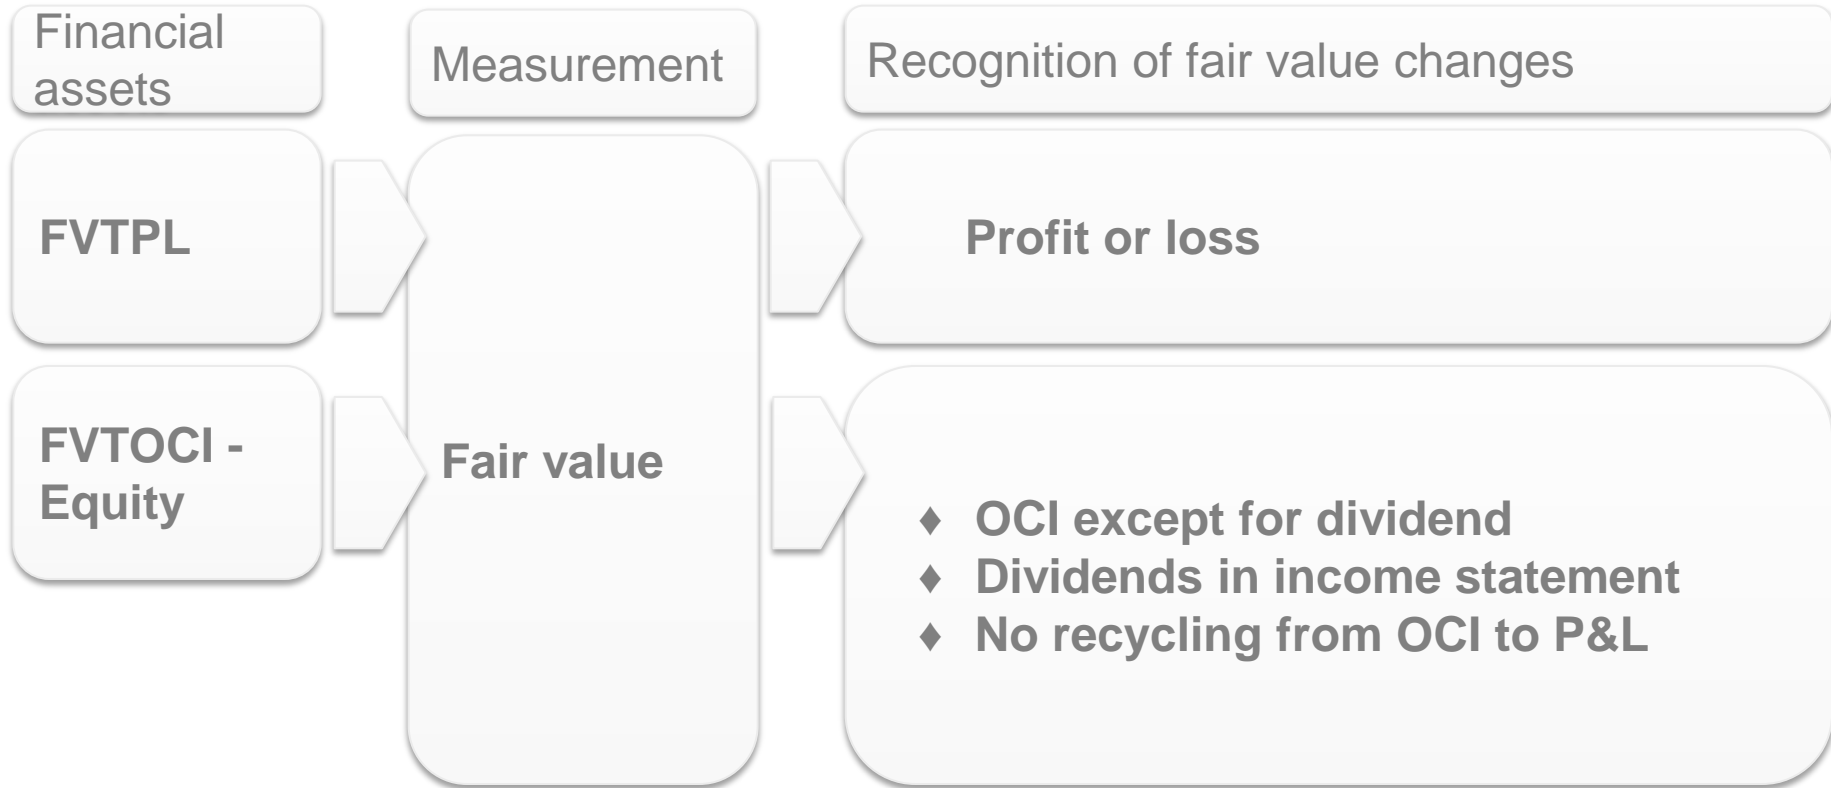 Financial
assets
Measurement
Recognition of fair value changes
FVTPL
Profit or loss
FVTOCI -
Equity
Fair value
♦ OCI except for dividend
♦ Dividends in income statement
♦ No recycling from OCI to P&L